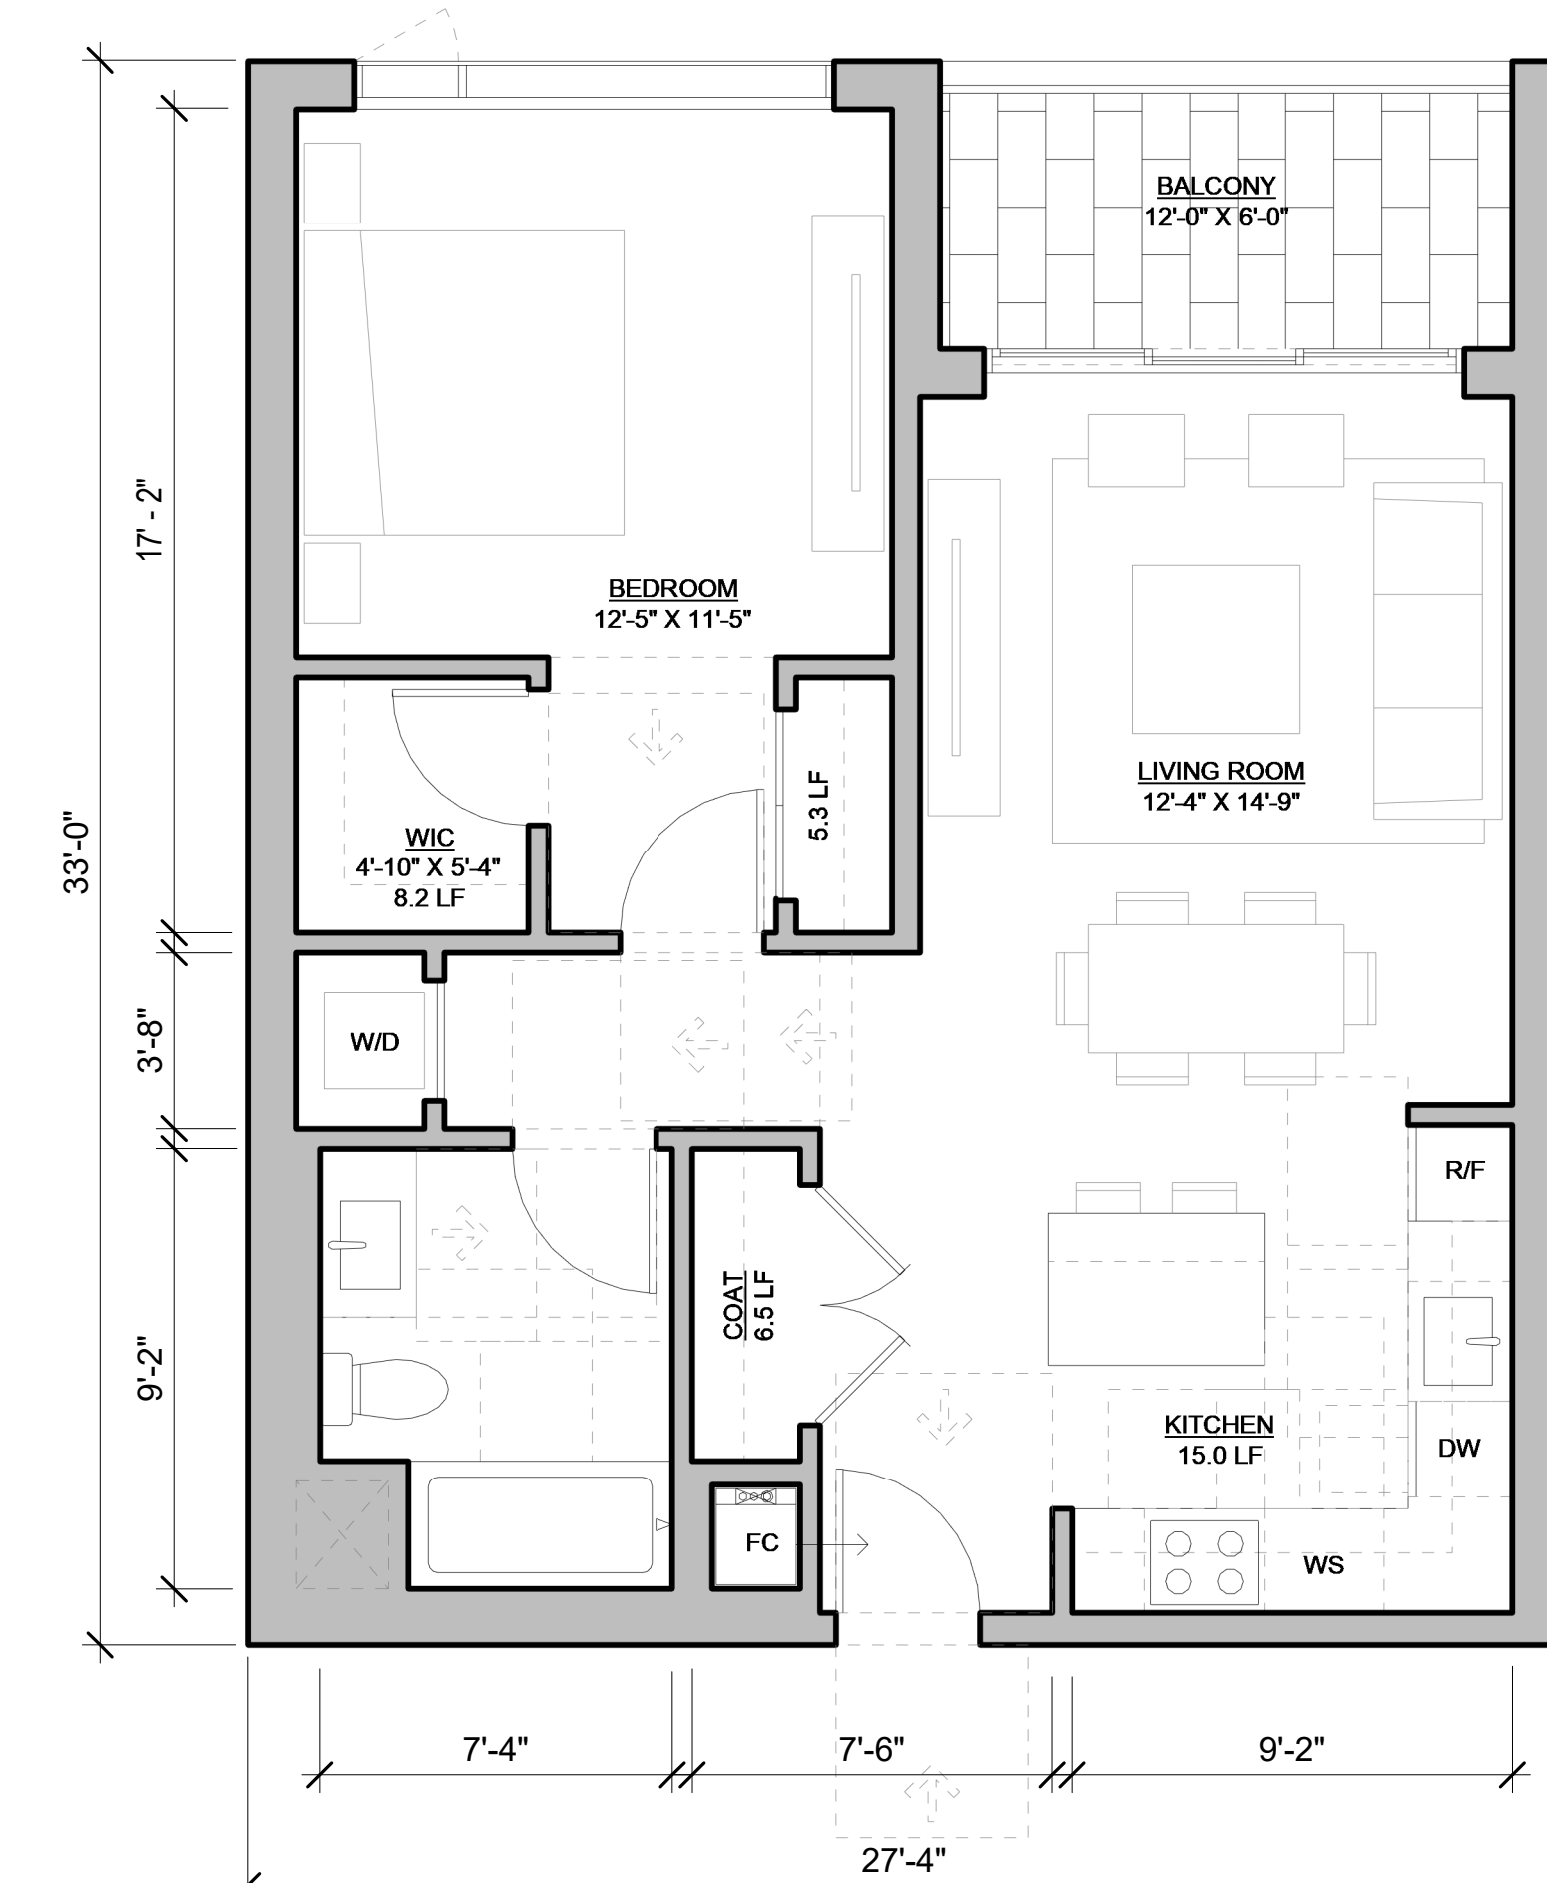 BALCONY
12'-0" X 6'-0"
17' - 2"
BEDROOM
12'-5" X 11'-5"
LIVING ROOM
12'-4" X 14'-9"
5.3 LF
33'-0"
WIC
4'-10" X 5'-4"
8.2 LF
3'-8"
W/D
R/F
COAT
6.5 LF
9'-2"
KITCHEN
15.0 LF
DW
FC
WS
7'-4"
7'-6"
9'-2"
27'-4"